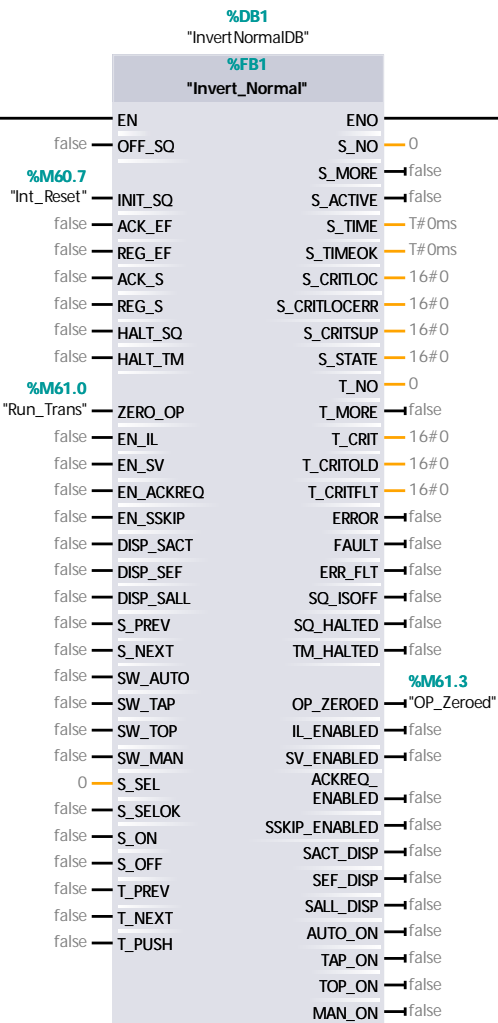 %DB1
"InvertNormalDB"
%FB1
"Invert_Normal"
EN ENO
false OFF_SQ S_NO 0
S_MORE false
%M60.7
"Int_Reset" INIT_SQ S_ACTIVE false
false ACK_EF S_TIME T#0ms
false REG_EF S_TIMEOK T#0ms
false ACK_S S_CRITLOC 16#0
false REG_S S_CRITLOCERR 16#0
false HALT_SQ S_CRITSUP 16#0
false HALT_TM S_STATE 16#0
%M61.0 T_NO 0
"Run_Trans" ZERO_OP T_MORE false
false EN_IL T_CRIT 16#0
false EN_SV T_CRITOLD 16#0
false EN_ACKREQ T_CRITFLT 16#0
false EN_SSKIP ERROR false
false DISP_SACT FAULT false
false DISP_SEF ERR_FLT false
false DISP_SALL SQ_ISOFF false
false S_PREV SQ_HALTED false
false S_NEXT TM_HALTED false
false SW_AUTO %M61.3
false SW_TAP OP_ZEROED "OP_Zeroed"
false SW_TOP IL_ENABLED false
false SW_MAN SV_ENABLED false
0 S_SEL ACKREQ_
ENABLED false
false S_SELOK SSKIP_ENABLED false
false S_ON SACT_DISP false
false S_OFF SEF_DISP false
false T_PREV SALL_DISP false
false T_NEXT AUTO_ON false
false T_PUSH TAP_ON false
TOP_ON false
MAN_ON false